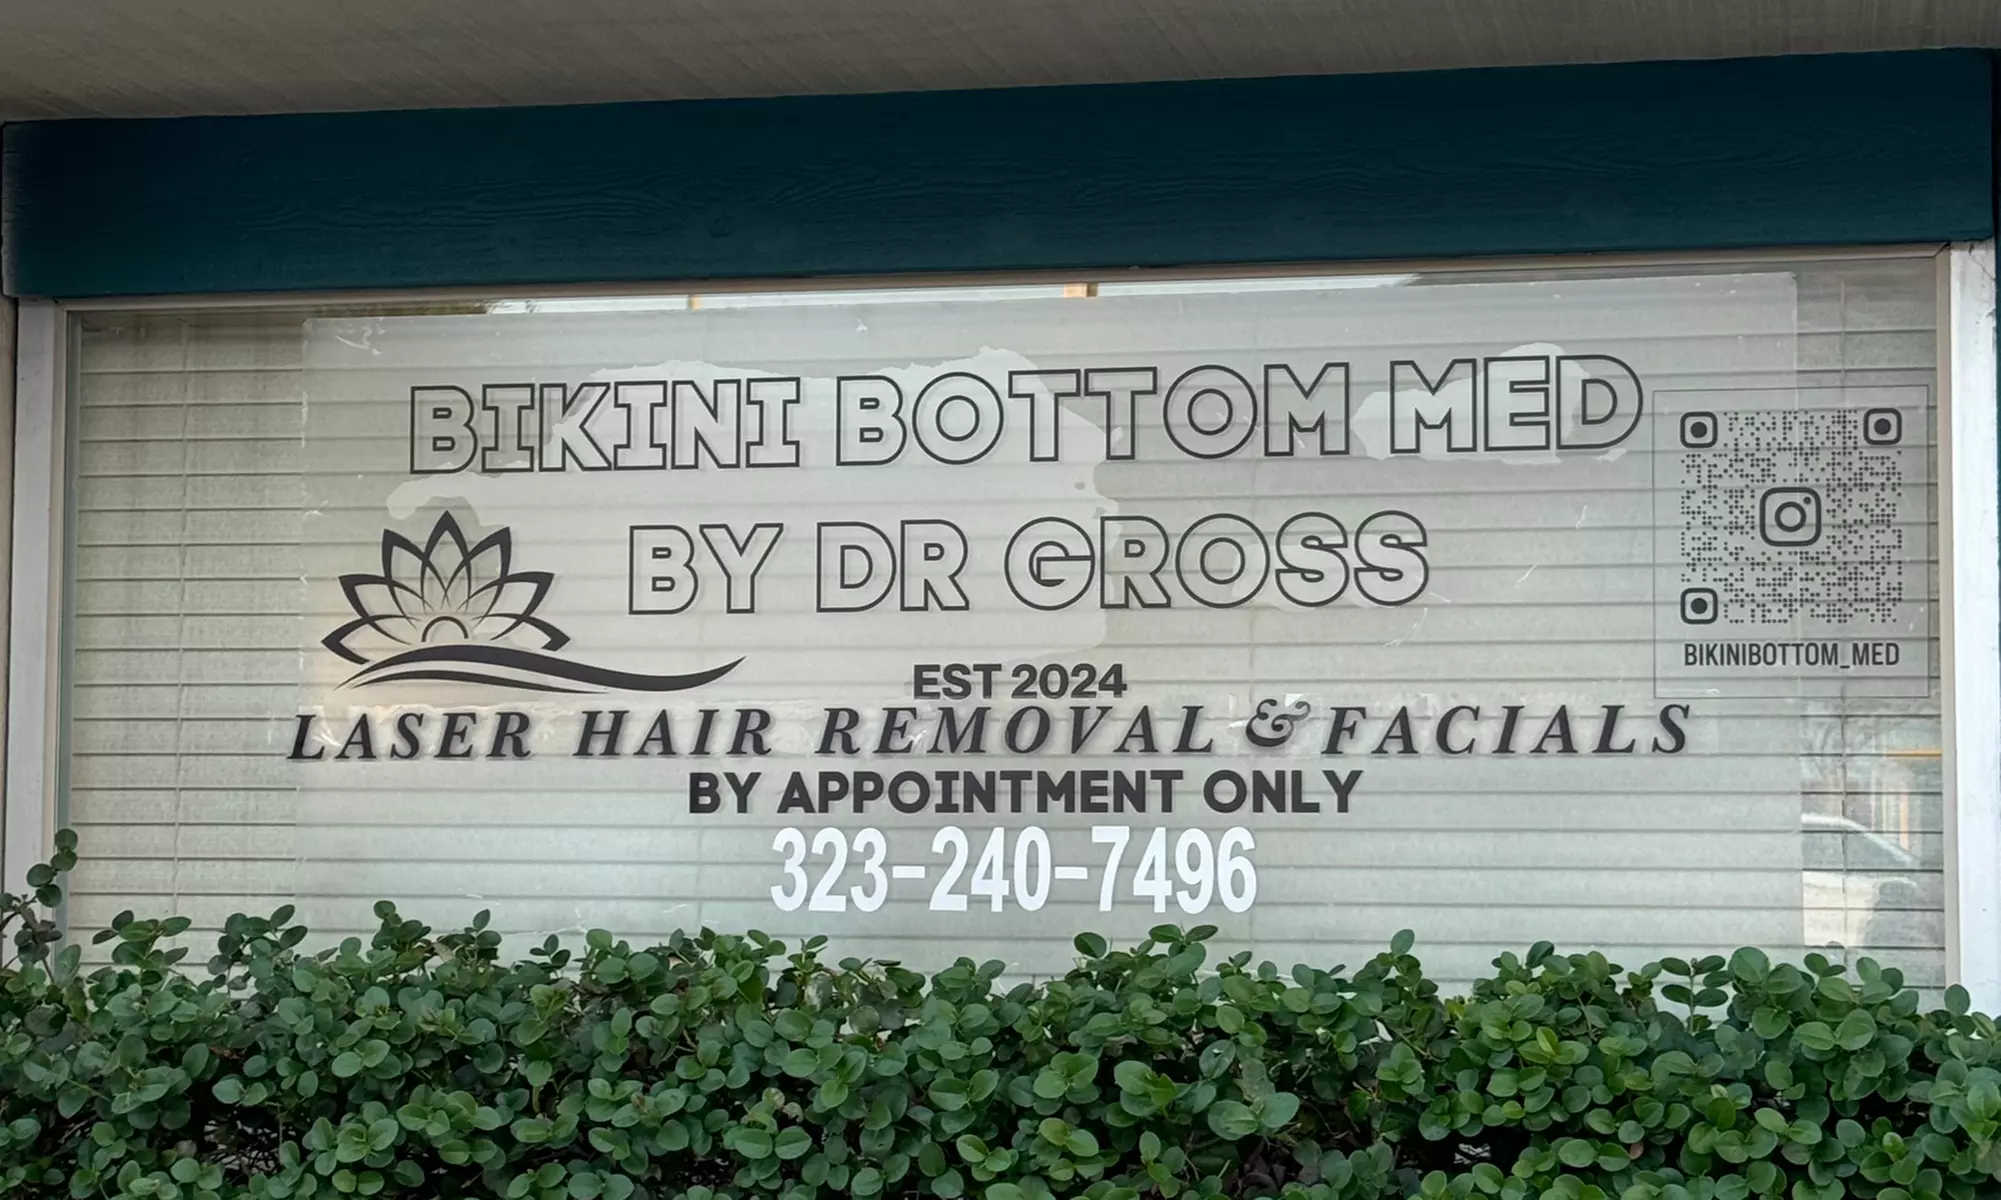 BIKINI BOTTOM MED
BY DR GROSS
EST 2024
LASER HAIR REMOVAL & FACIALS
BY APPOINTMENT ONLY
323-240-7496
BIKINIBOTTOM_MED